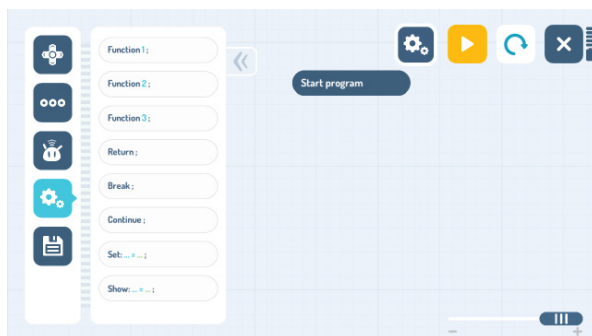 Function 1 ;
Function 2 ;
Function 3 ;
Return ;
Break ;
Continue ;
Set: ... = ... ;
Show: ... = ... ;
Start program